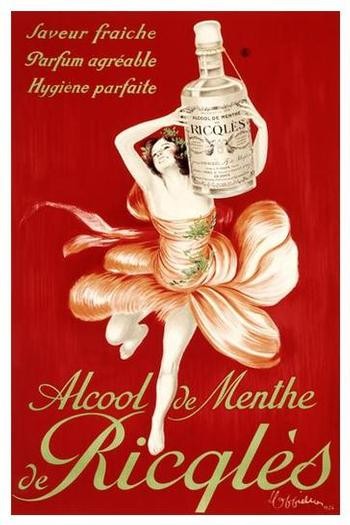 Saveur fraiche
Parfum agréable
Hygiène parfaite
ALCOOL DE MENTHE
RICQLÈS
Alcool de Menthe
de Ricqlès